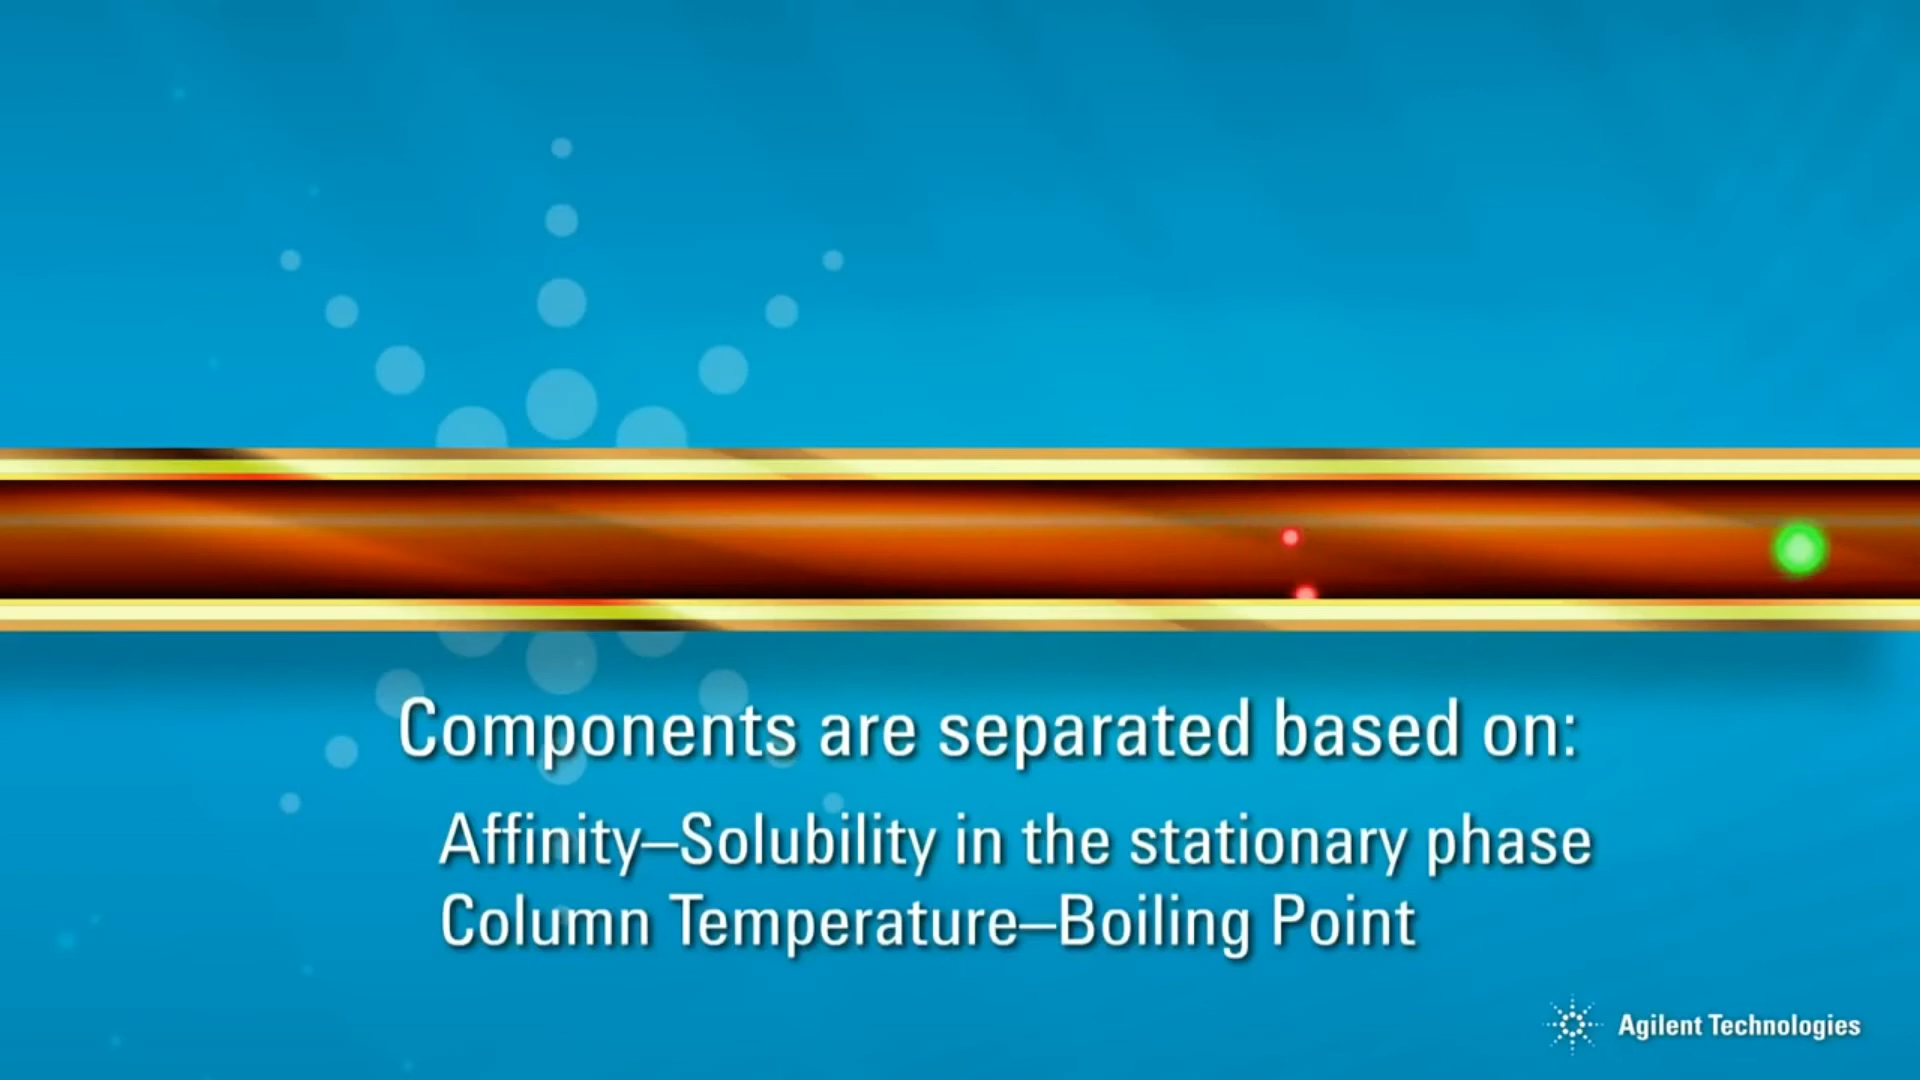 Components are separated based on:
Affinity–Solubility in the stationary phase
Column Temperature–Boiling Point
Agilent Technologies